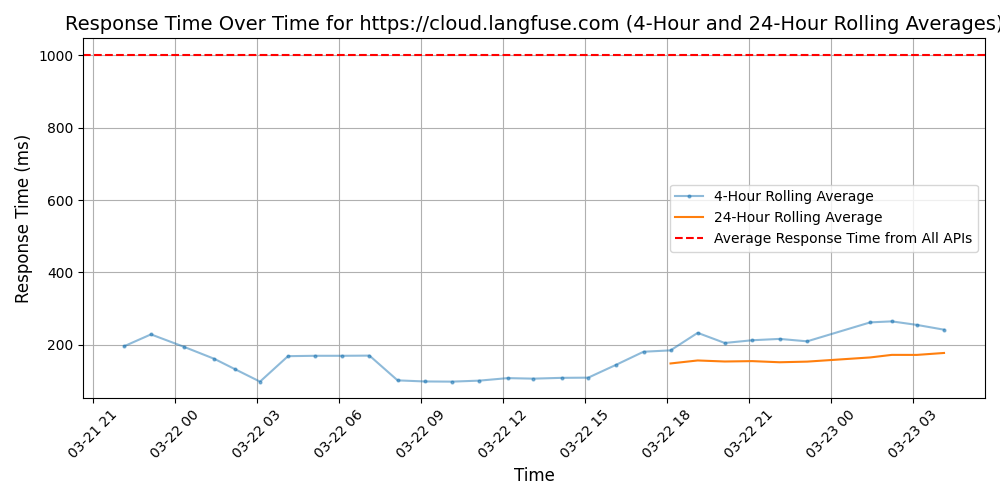 Response Time Over Time for https://cloud.langfuse.com (4-Hour and 24-Hour Rolling Averages)
Response Time (ms)
1000
800
600
400
200
4-Hour Rolling Average
24-Hour Rolling Average
Average Response Time from All APIs
03-21 21
03-22 00
03-22 03
03-22 06
03-22 09
03-22 12
03-22 15
03-22 18
03-22 21
03-23 00
03-23 03
Time